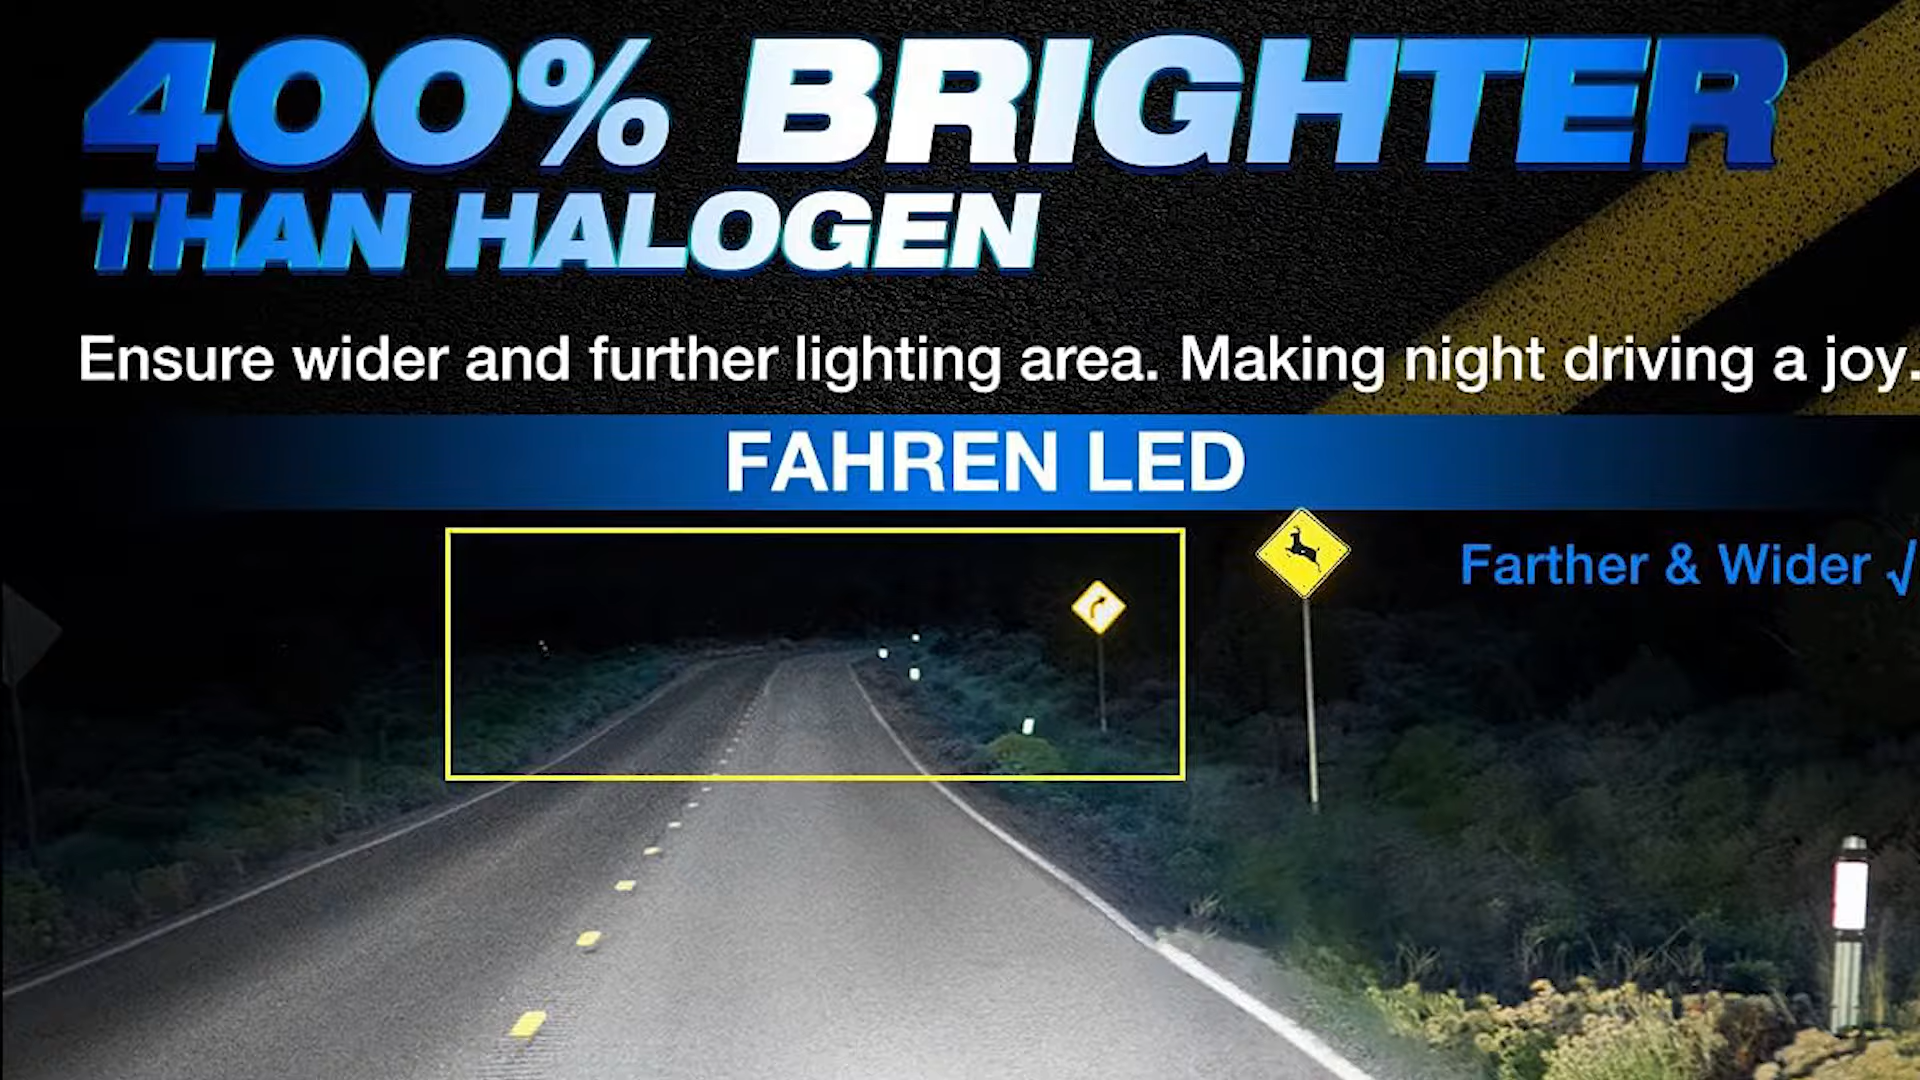 400% BRIGHTER
THAN HALOGEN
Ensure wider and further lighting area. Making night driving a joy.
FAHREN LED
Farther & Wider √